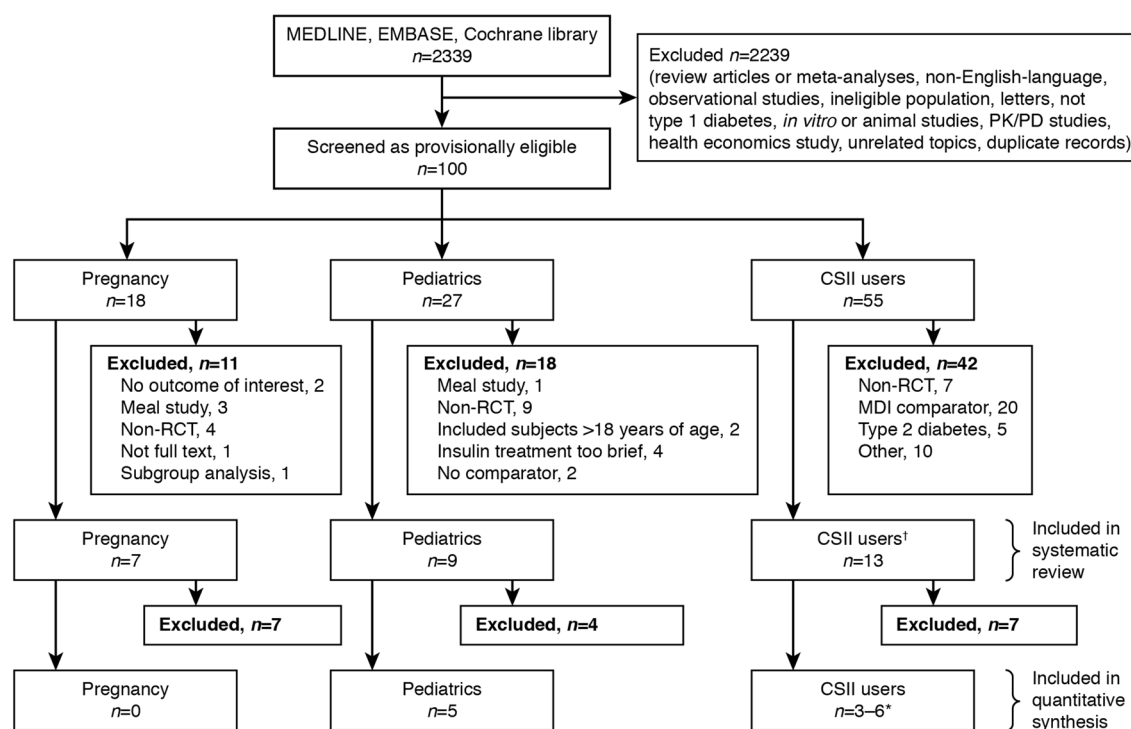 MEDLINE, EMBASE, Cochrane library
n=2339
Excluded n=2239
(review articles or meta-analyses, non-English-language,
observational studies, ineligible population, letters, not
type 1 diabetes, in vitro or animal studies, PK/PD studies,
health economics study, unrelated topics, duplicate records)
Screened as provisionally eligible
n=100
Pregnancy
n=18
Pediatrics
n=27
CSII users
n=55
Excluded, n=11
No outcome of interest, 2
Meal study, 3
Non-RCT, 4
Not full text, 1
Subgroup analysis, 1
Excluded, n=18
Meal study, 1
Non-RCT, 9
Included subjects >18 years of age, 2
Insulin treatment too brief, 4
No comparator, 2
Excluded, n=42
Non-RCT, 7
MDI comparator, 20
Type 2 diabetes, 5
Other, 10
Pregnancy
n=7
Pediatrics
n=9
CSII users†
n=13
Included in
systematic
review
Excluded, n=7
Excluded, n=4
Excluded, n=7
Pregnancy
n=0
Pediatrics
n=5
CSII users
n=3–6*
Included in
quantitative
synthesis